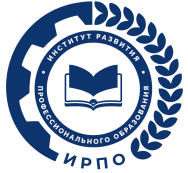 ИНСТИТУТ РАЗВИТИЯ
ПРОФЕССИОНАЛЬНОГО ОБРАЗОВАНИЯ
ИРПО